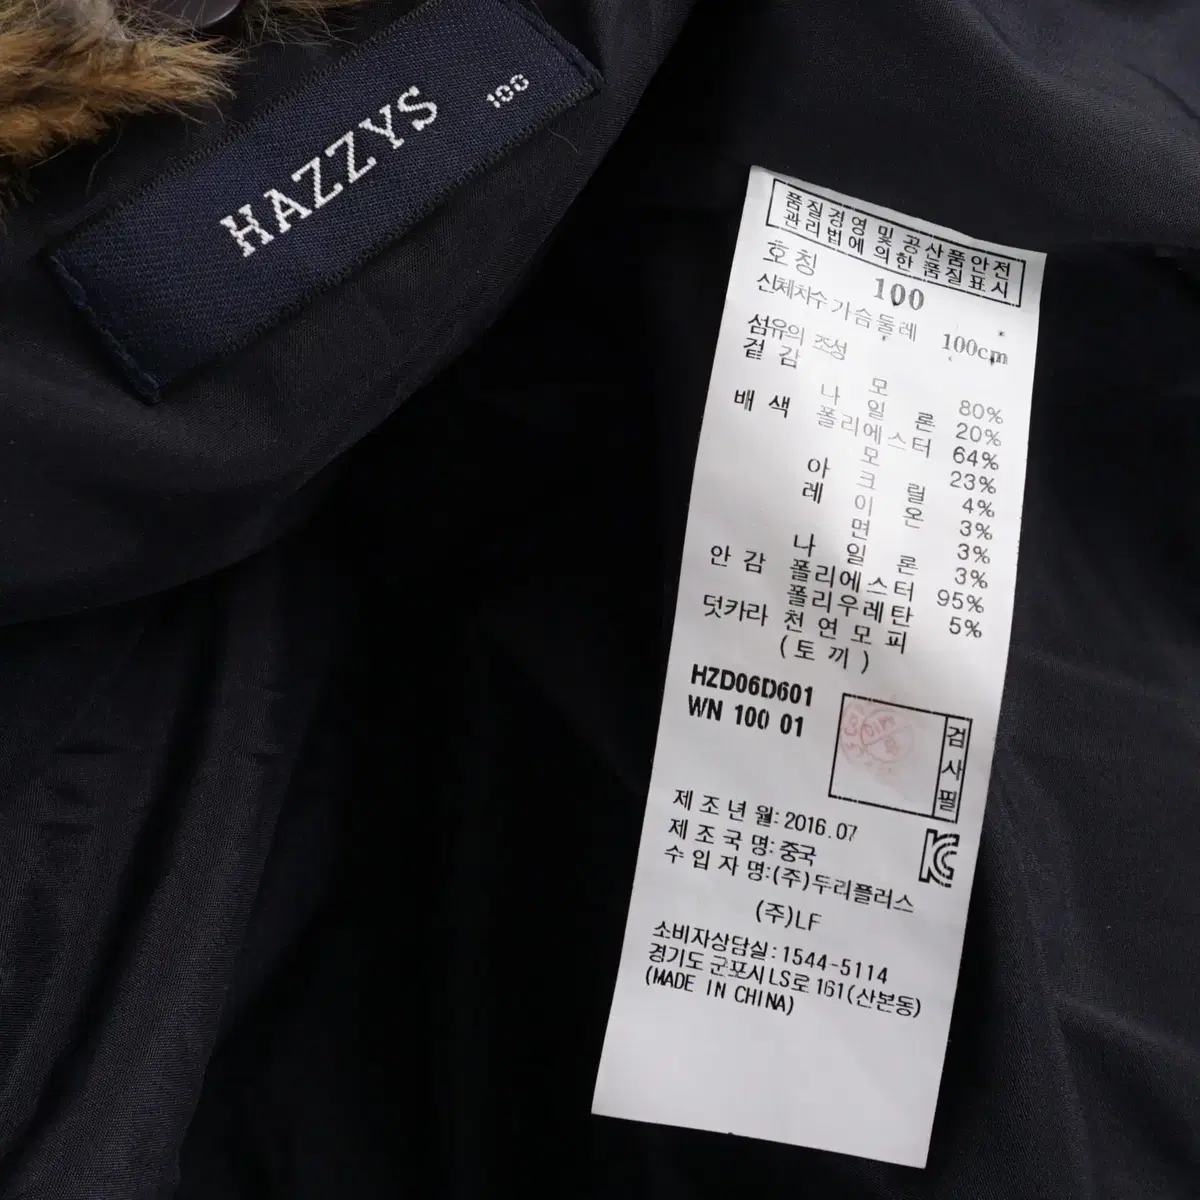 HAZZYS 100
품질경영 및 공산품안전
관리법에 의한 품질표시
호칭 100
신체치수 가슴둘레 100cm
섬유의 조성
겉감 모 80%
나일론 20%
배색 폴리에스터 64%
모 23%
아크릴 4%
레이온 3%
면 3%
나일론 3%
안감 폴리에스터 95%
폴리우레탄 5%
덧카라 천연모피
(토끼)
HZD06D601
WN 100 01
검사필
제조년월: 2016.07
제조국명: 중국
수입자명:(주)두리플러스
(주)LF
소비자상담실: 1544-5114
경기도 군포시 LS로 161(산본동)
(MADE IN CHINA)